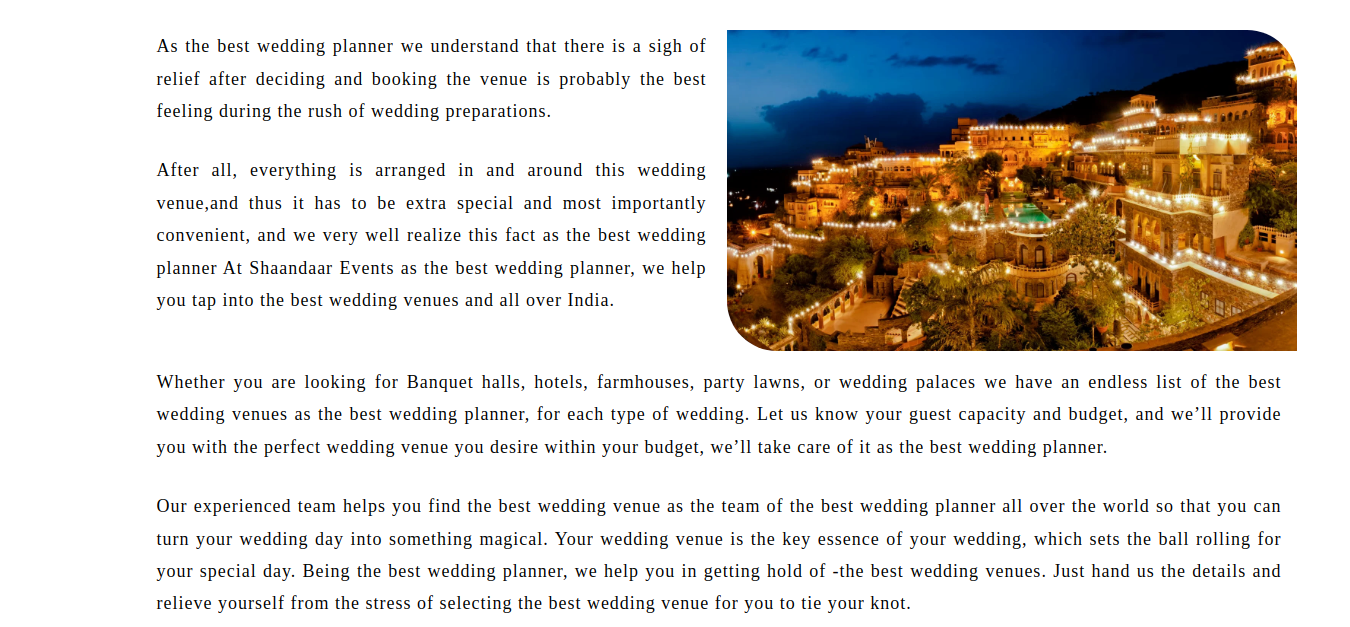 As the best wedding planner we understand that there is a sigh of
relief after deciding and booking the venue is probably the best
feeling during the rush of wedding preparations.
After all, everything is arranged in and around this wedding
venue,and thus it has to be extra special and most importantly
convenient, and we very well realize this fact as the best wedding
planner At Shaandaar Events as the best wedding planner, we help
you tap into the best wedding venues and all over India.
Whether you are looking for Banquet halls, hotels, farmhouses, party lawns, or wedding palaces we have an endless list of the best
wedding venues as the best wedding planner, for each type of wedding. Let us know your guest capacity and budget, and we’ll provide
you with the perfect wedding venue you desire within your budget, we’ll take care of it as the best wedding planner.
Our experienced team helps you find the best wedding venue as the team of the best wedding planner all over the world so that you can
turn your wedding day into something magical. Your wedding venue is the key essence of your wedding, which sets the ball rolling for
your special day. Being the best wedding planner, we help you in getting hold of -the best wedding venues. Just hand us the details and
relieve yourself from the stress of selecting the best wedding venue for you to tie your knot.